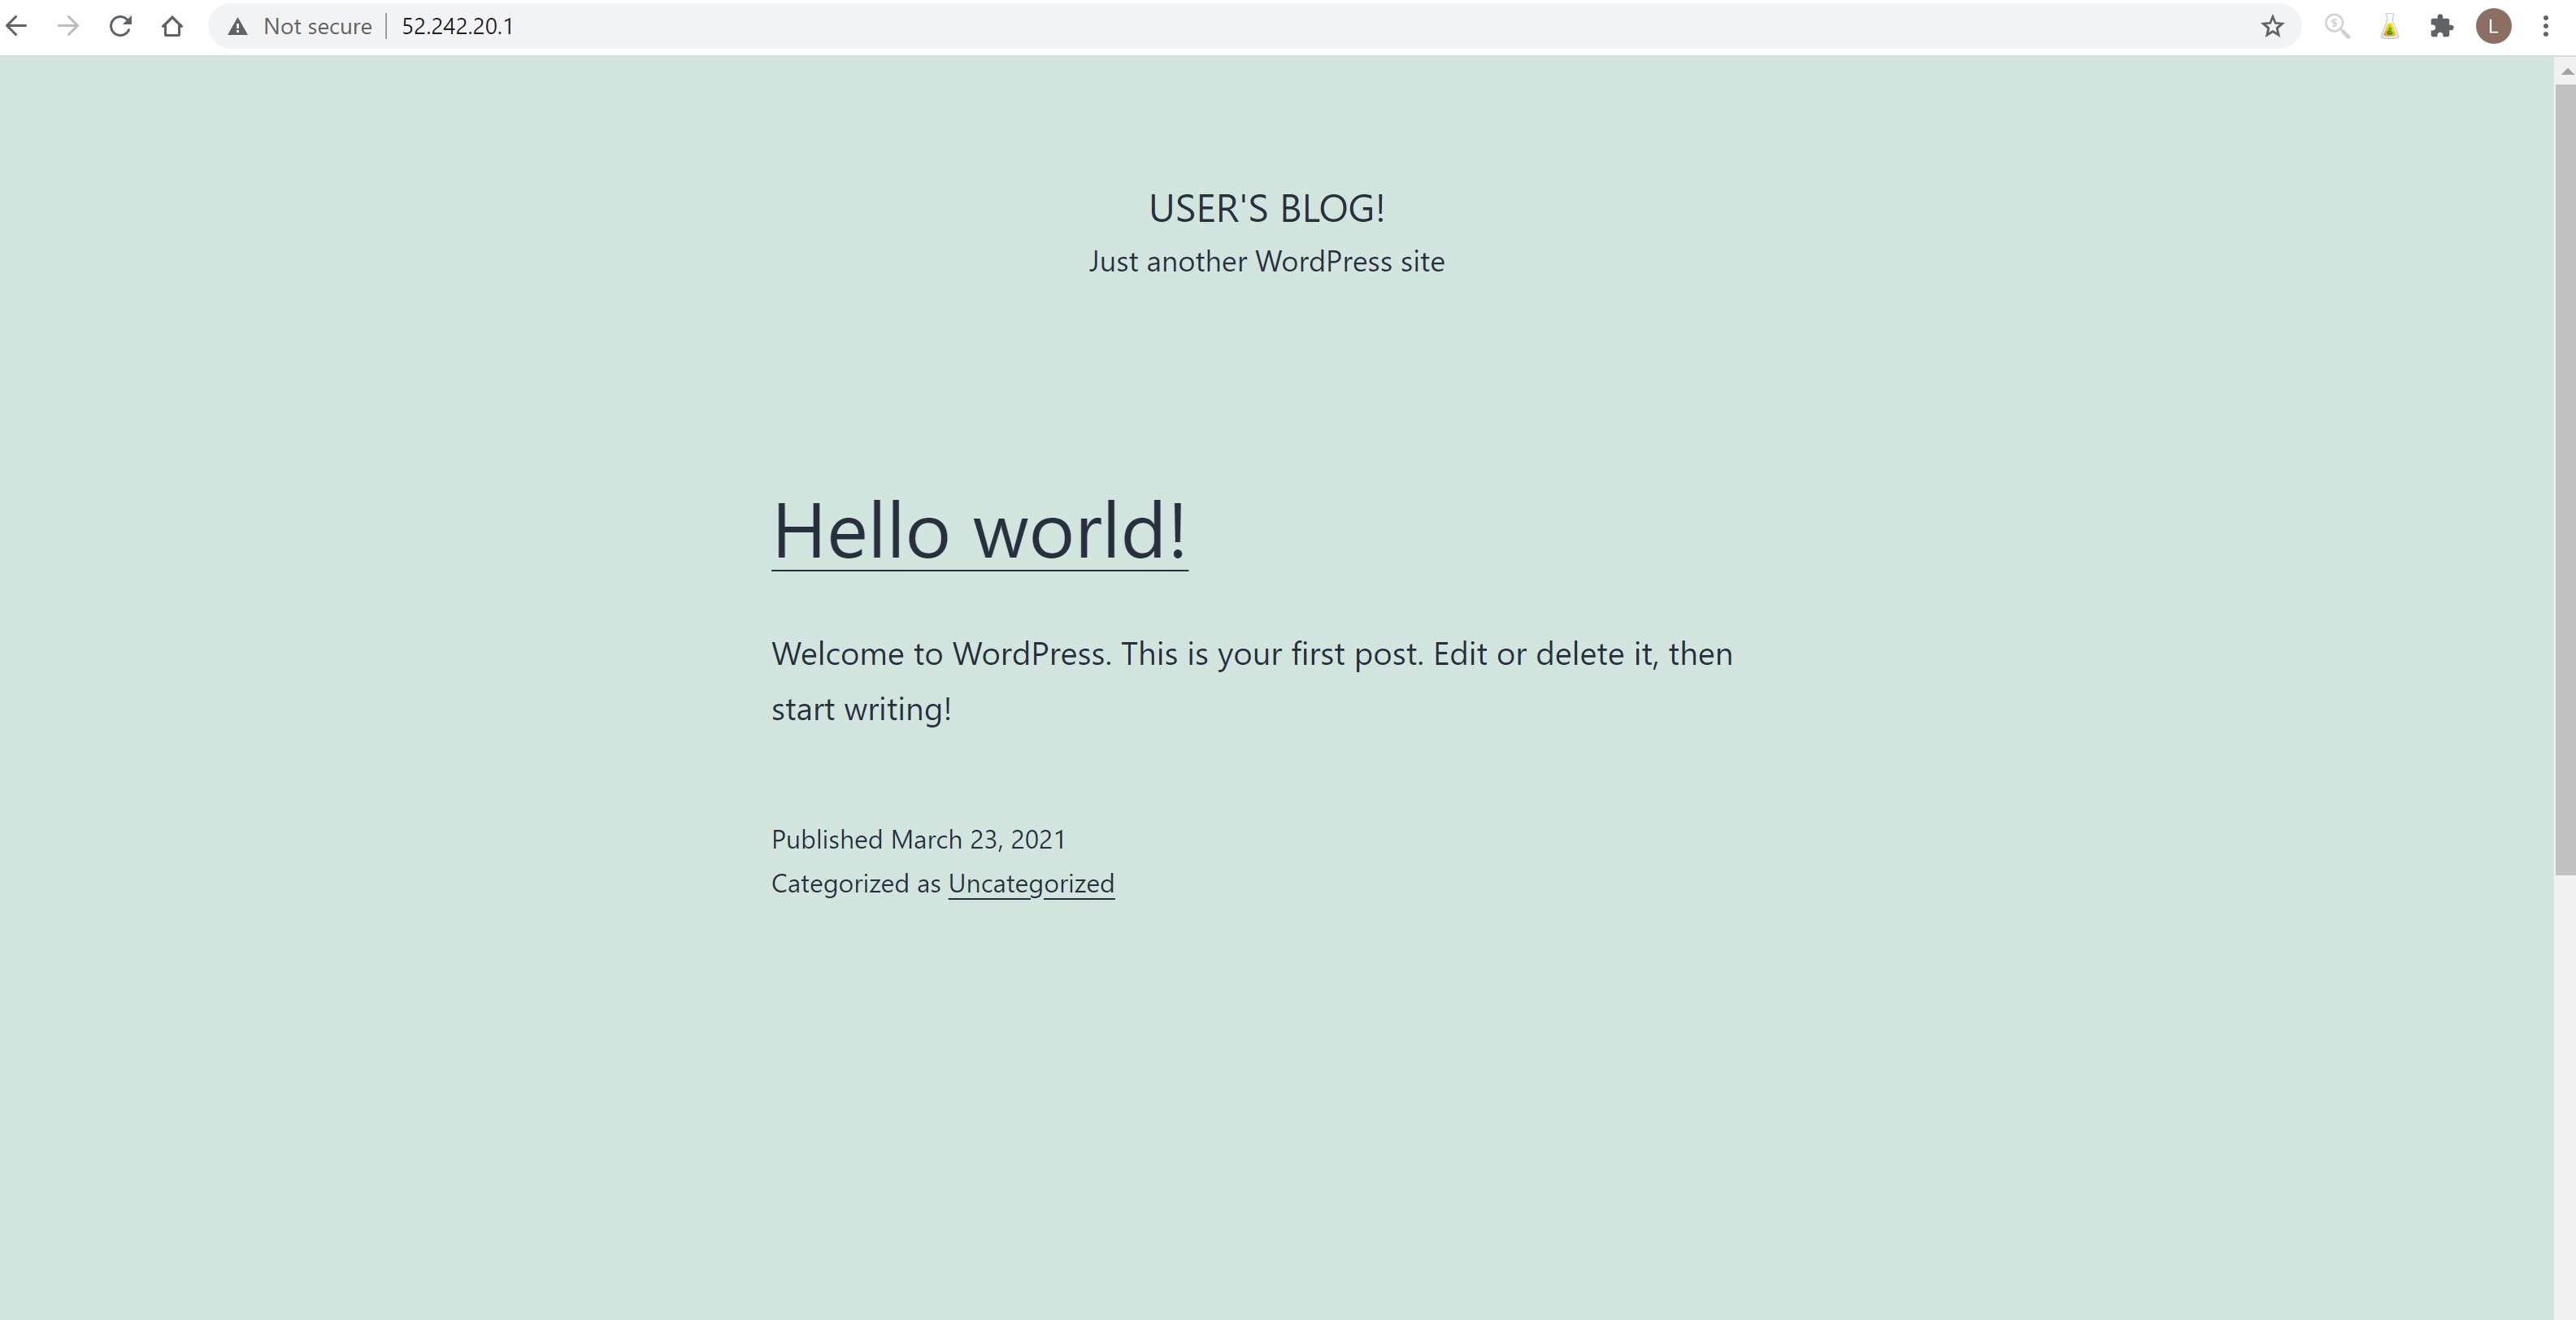 Not secure 52.242.20.1
L
USER'S BLOG!
Just another WordPress site
Hello world!
Welcome to WordPress. This is your first post. Edit or delete it, then
start writing!
Published March 23, 2021
Categorized as Uncategorized